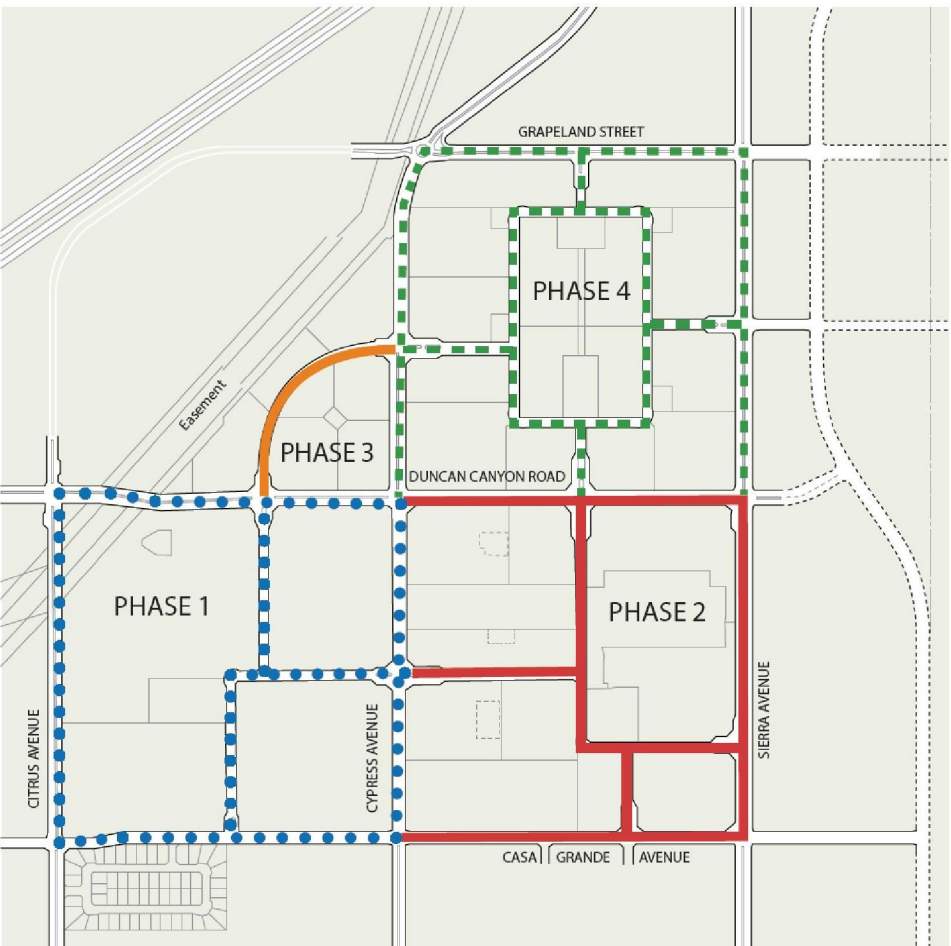 GRAPELAND STREET
PHASE 4
Easement
PHASE 3
DUNCAN CANYON ROAD
PHASE 1
PHASE 2
CITRUS AVENUE
CYPRESS AVENUE
SIERRA AVENUE
CASA GRANDE AVENUE